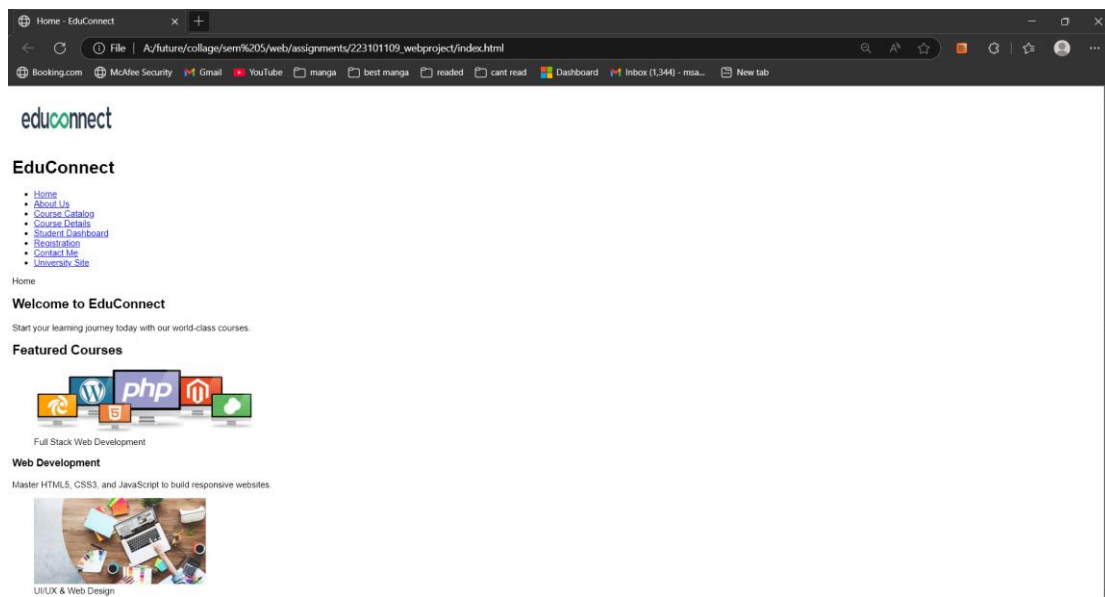 Home - EduConnect
File | A:/future/collage/sem%205/web/assignments/223101109_webproject/index.html
Booking.com McAfee Security Gmail YouTube manga best manga readed cant read Dashboard Inbox (1,344) - msa... New tab
educonnect
EduConnect
Home
About Us
Course Catalog
Course Details
Student Dashboard
Registration
Contact Me
University Site
Home
Welcome to EduConnect
Start your learning journey today with our world-class courses.
Featured Courses
php
5
Full Stack Web Development
Web Development
Master HTML5, CSS3, and JavaScript to build responsive websites.
UI/UX & Web Design